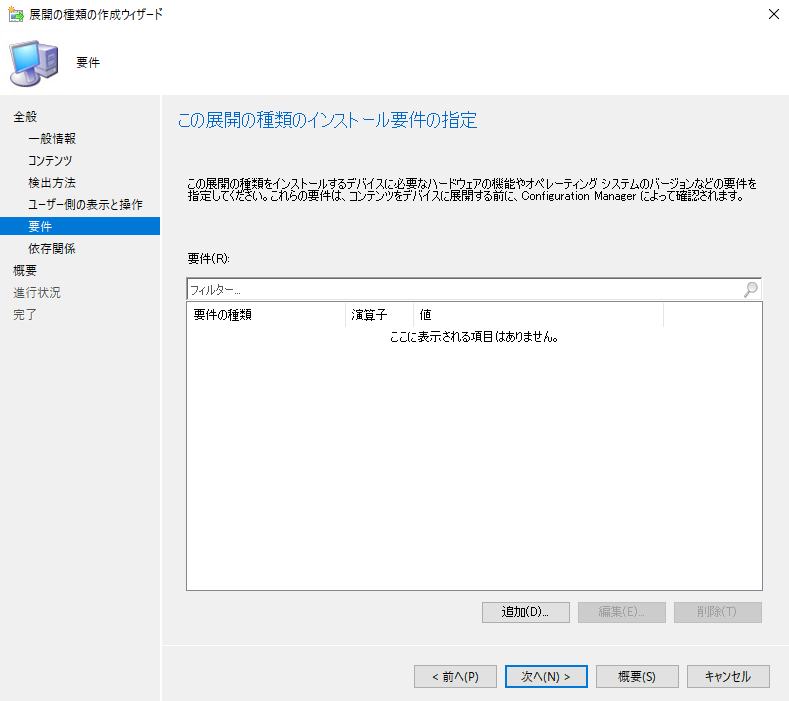 展開の種類の作成ウィザード
要件
全般
一般情報
コンテンツ
検出方法
ユーザー側の表示と操作
要件
依存関係
概要
進行状況
完了
この展開の種類のインストール要件の指定
この展開の種類をインストールするデバイスに必要なハードウェアの機能やオペレーティング システムのバージョンなどの要件を
指定してください。これらの要件は、コンテンツをデバイスに展開する前に、Configuration Manager によって確認されます。
要件(R):
フィルター...
要件の種類 演算子 値
ここに表示される項目はありません。
追加(D)... 編集(E)... 削除(T)
< 前へ(P) 次へ(N) > 概要(S) キャンセル